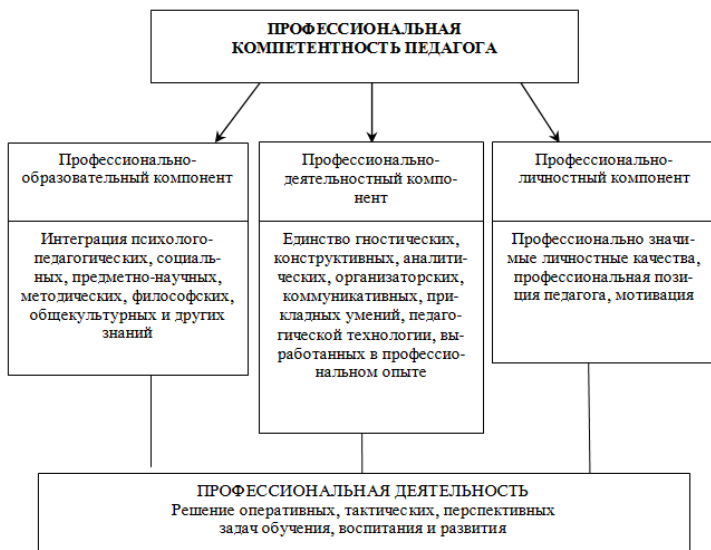 ПРОФЕССИОНАЛЬНАЯ
КОМПЕТЕНТНОСТЬ ПЕДАГОГА
Профессионально-
образовательный компонент
Интеграция психолого-
педагогических, социаль-
ных, предметно-научных,
методических, философских,
общекультурных и других
знаний
Профессионально-
деятельностный компо-
нент
Единство гностических,
конструктивных, аналити-
ческих, организаторских,
коммуникативных, при-
кладных умений, педаго-
гической технологии, вы-
работанных в профессио-
нальном опыте
Профессионально-
личностный компонент
Профессионально значи-
мые личностные качества,
профессиональная пози-
ция педагога, мотивация
ПРОФЕССИОНАЛЬНАЯ ДЕЯТЕЛЬНОСТЬ
Решение оперативных, тактических, перспективных
задач обучения, воспитания и развития